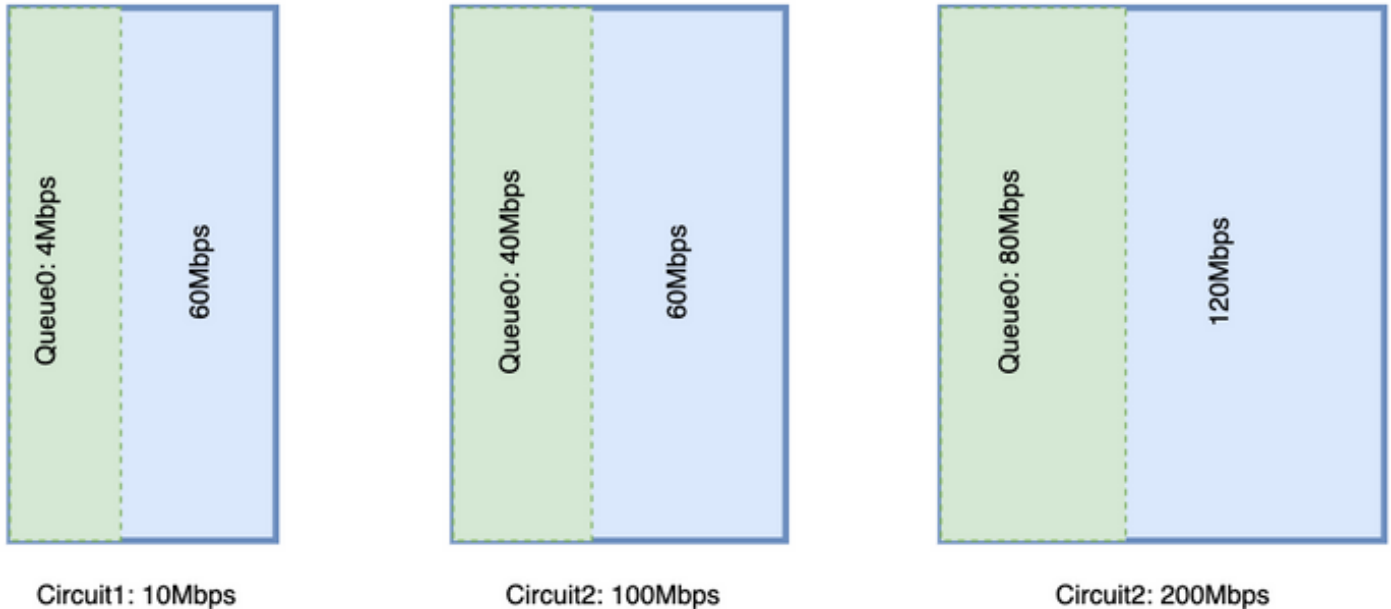 Queue0: 4Mbps
60Mbps
Circuit1: 10Mbps
Queue0: 40Mbps
60Mbps
Circuit2: 100Mbps
Queue0: 80Mbps
120Mbps
Circuit2: 200Mbps